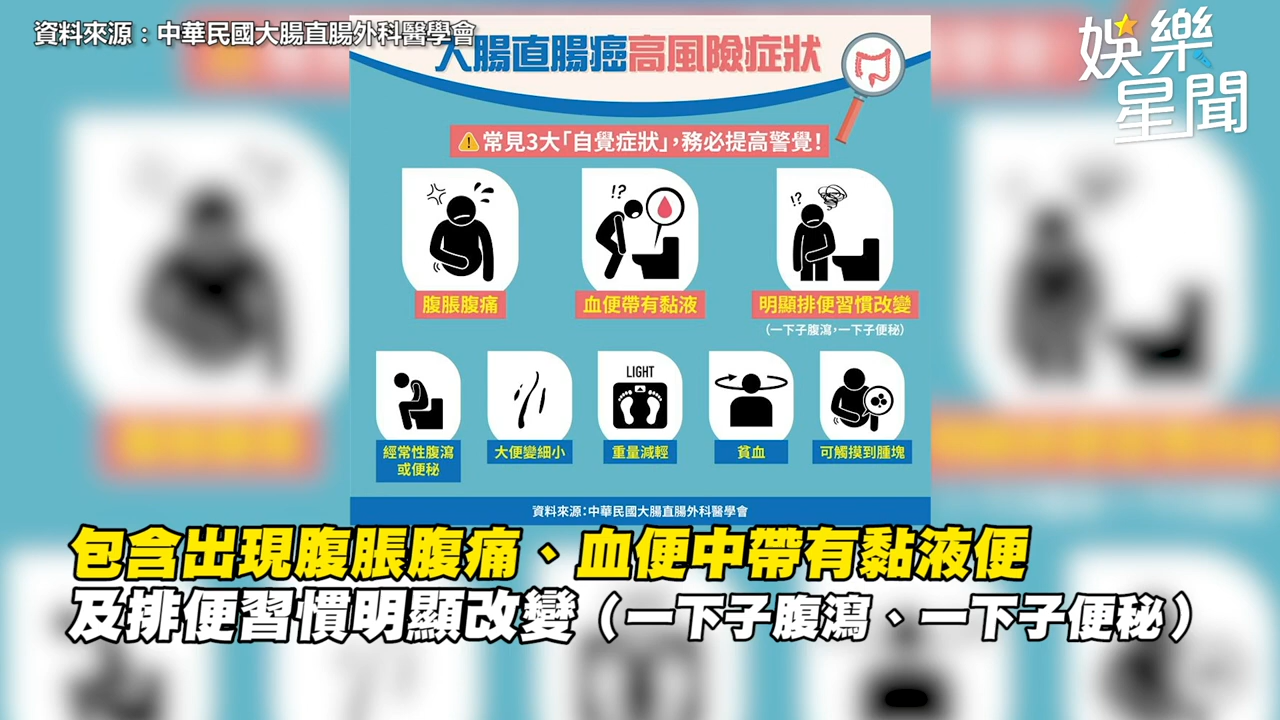 資料來源：中華民國大腸直腸外科醫學會
娛樂
星聞
大腸直腸癌高風險症狀
常見3大「自覺症狀」，務必提高警覺！
!?
!?
腹脹腹痛
血便帶有黏液
明顯排便習慣改變
（一下子腹瀉，一下子便秘）
LIGHT
經常性腹瀉
或便秘
大便變細小
重量減輕
貧血
可觸摸到腫塊
資料來源：中華民國大腸直腸外科醫學會
包含出現腹脹腹痛、血便中帶有黏液便
及排便習慣明顯改變（一下子腹瀉、一下子便秘）